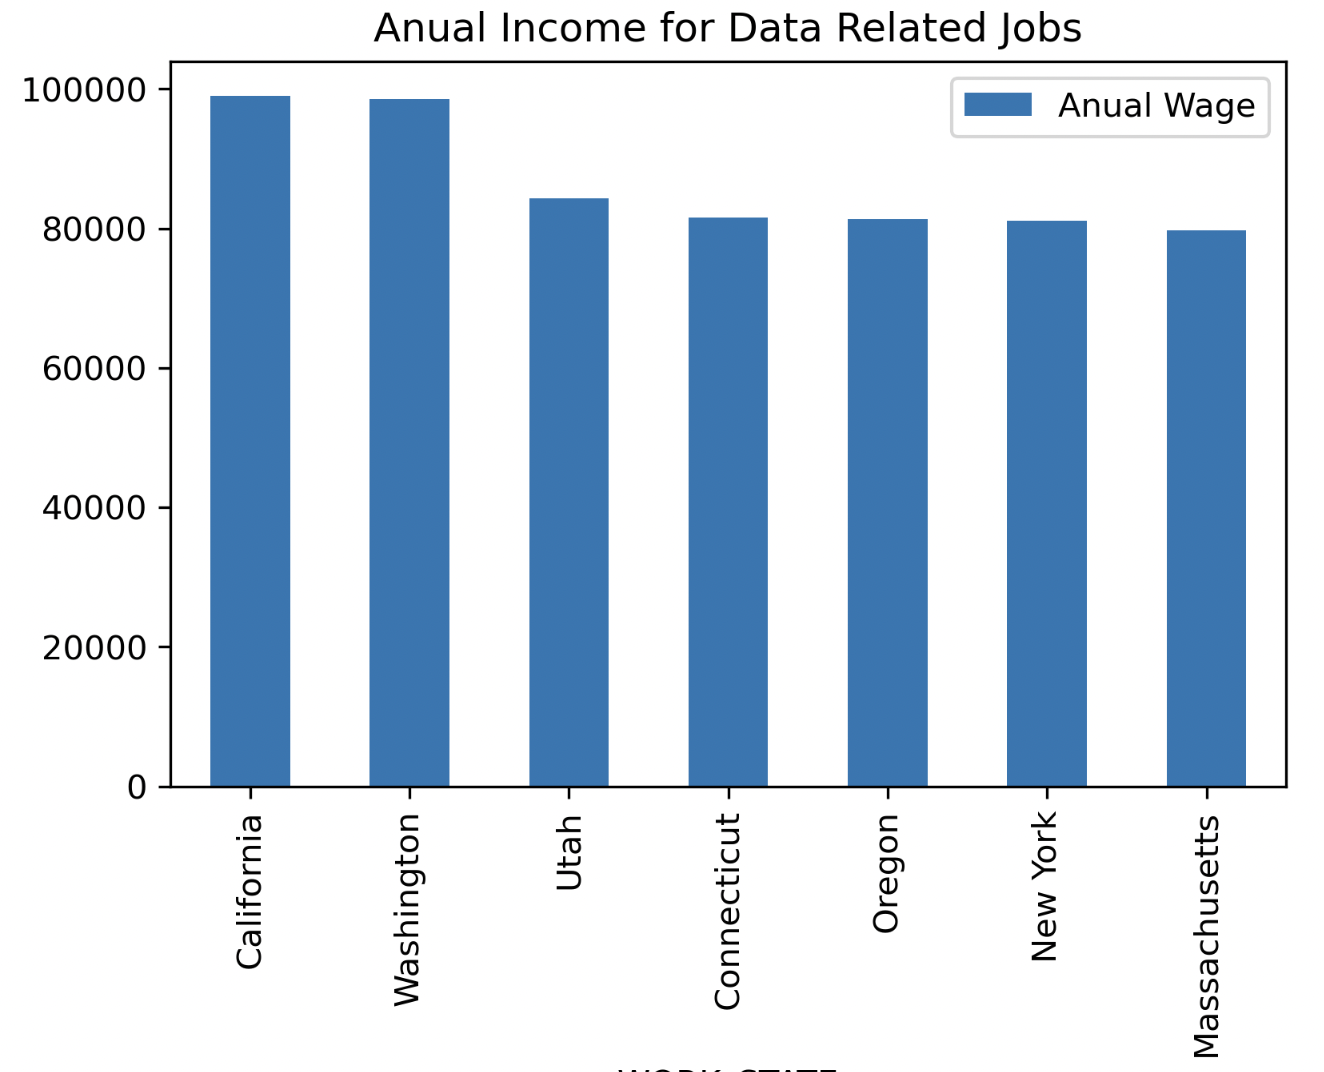 Anual Income for Data Related Jobs
Anual Wage
100000
80000
60000
40000
20000
0
California
Washington
Utah
Connecticut
Oregon
New York
Massachusetts
WORK_STATE